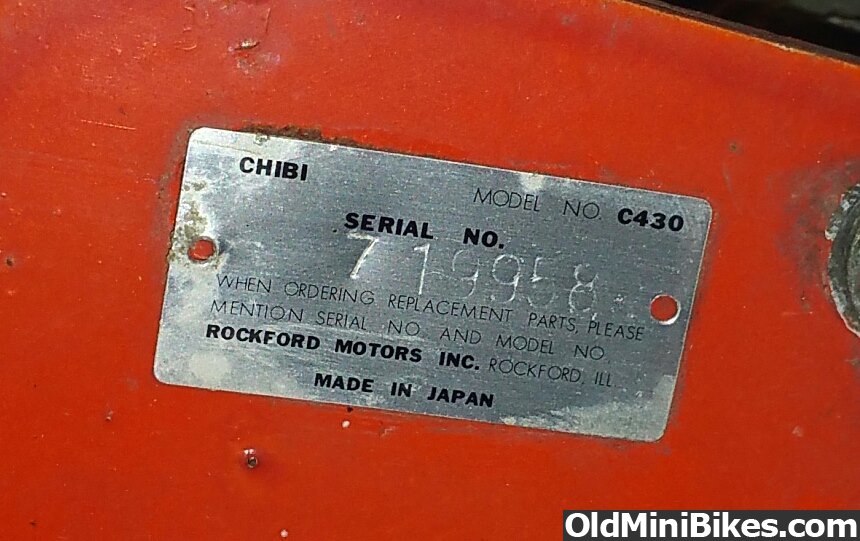 CHIBI
MODEL NO. C430
SERIAL NO.
719958
WHEN ORDERING REPLACEMENT PARTS, PLEASE
MENTION SERIAL NO. AND MODEL NO.
ROCKFORD MOTORS INC. ROCKFORD, ILL.
MADE IN JAPAN
OldMiniBikes.com